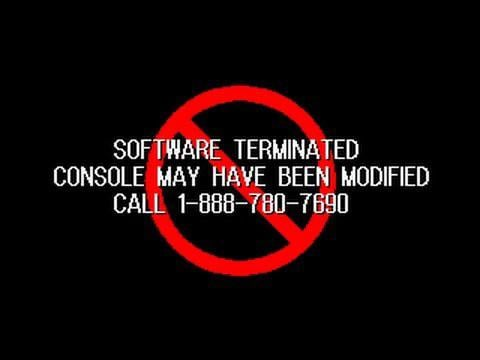 SOFTWARE TERMINATED
CONSOLE MAY HAVE BEEN MODIFIED
CALL 1-888-780-7690